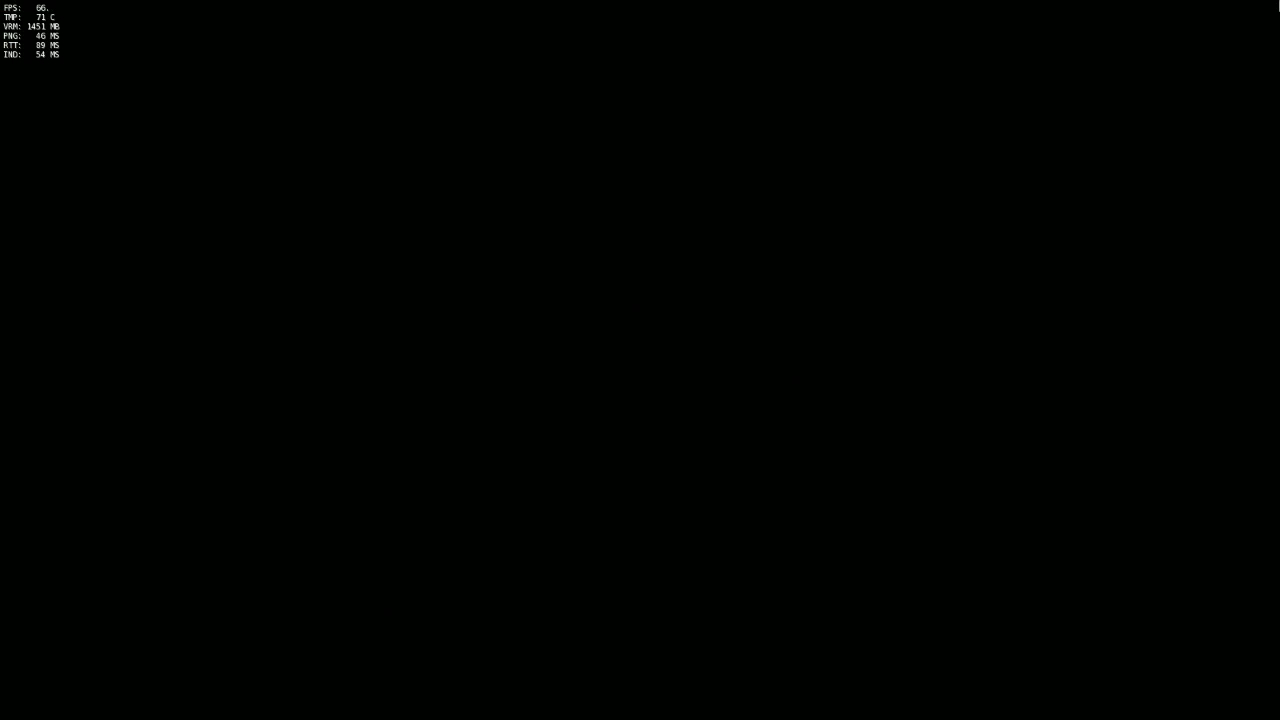 FPS: 66.
TMP: 71 C
VRM: 1451 MB
PNG: 46 MS
RTT: 89 MS
IND: 54 MS